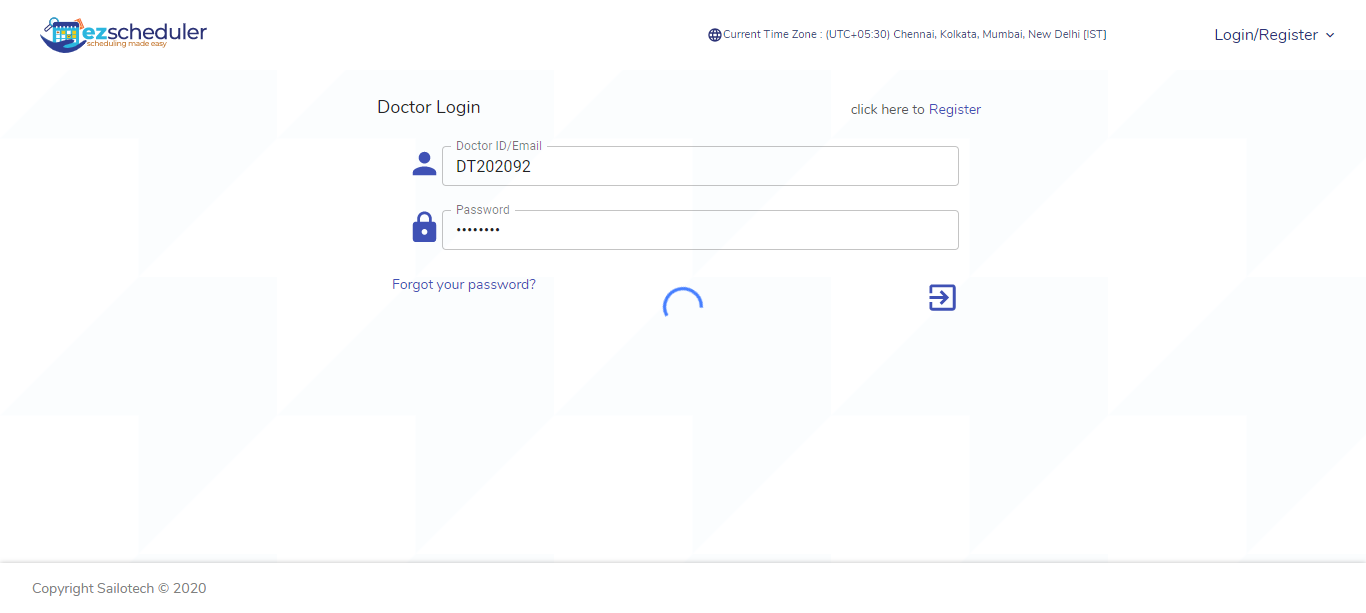 ezscheduler
scheduling made easy
Current Time Zone : (UTC+05:30) Chennai, Kolkata, Mumbai, New Delhi [IST]
Login/Register
Doctor Login
click here to Register
Doctor ID/Email
DT202092
Password
••••••••
Forgot your password?
Copyright Sailotech © 2020